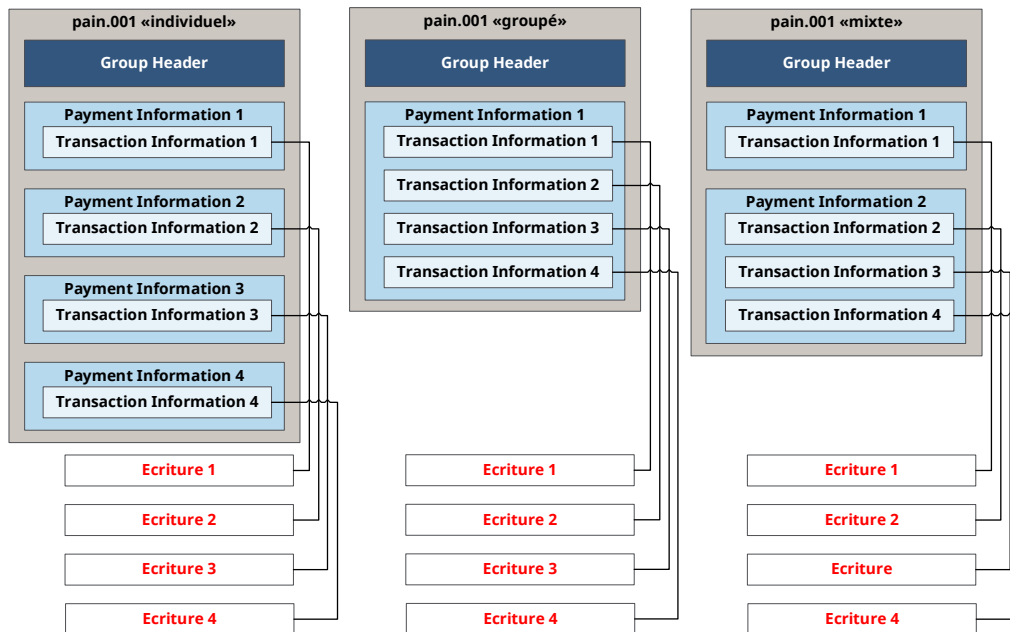 pain.001 «individuel»
Group Header
Payment Information 1
Transaction Information 1
Payment Information 2
Transaction Information 2
Payment Information 3
Transaction Information 3
Payment Information 4
Transaction Information 4
Ecriture 1
Ecriture 2
Ecriture 3
Ecriture 4
pain.001 «groupé»
Group Header
Payment Information 1
Transaction Information 1
Transaction Information 2
Transaction Information 3
Transaction Information 4
Ecriture 1
Ecriture 2
Ecriture 3
Ecriture 4
pain.001 «mixte»
Group Header
Payment Information 1
Transaction Information 1
Payment Information 2
Transaction Information 2
Transaction Information 3
Transaction Information 4
Ecriture 1
Ecriture 2
Ecriture
Ecriture 4